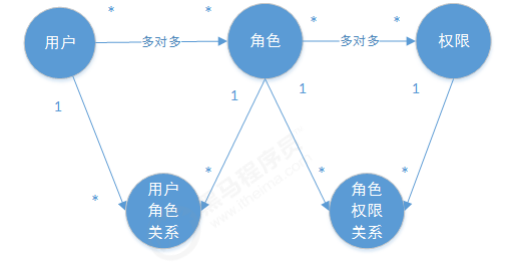 * * * *
用户 多对多 角色 多对多 权限
1 1 1 1
* * * *
用户
角色
关系
角色
权限
关系
黑马程序员
www.itheima.com